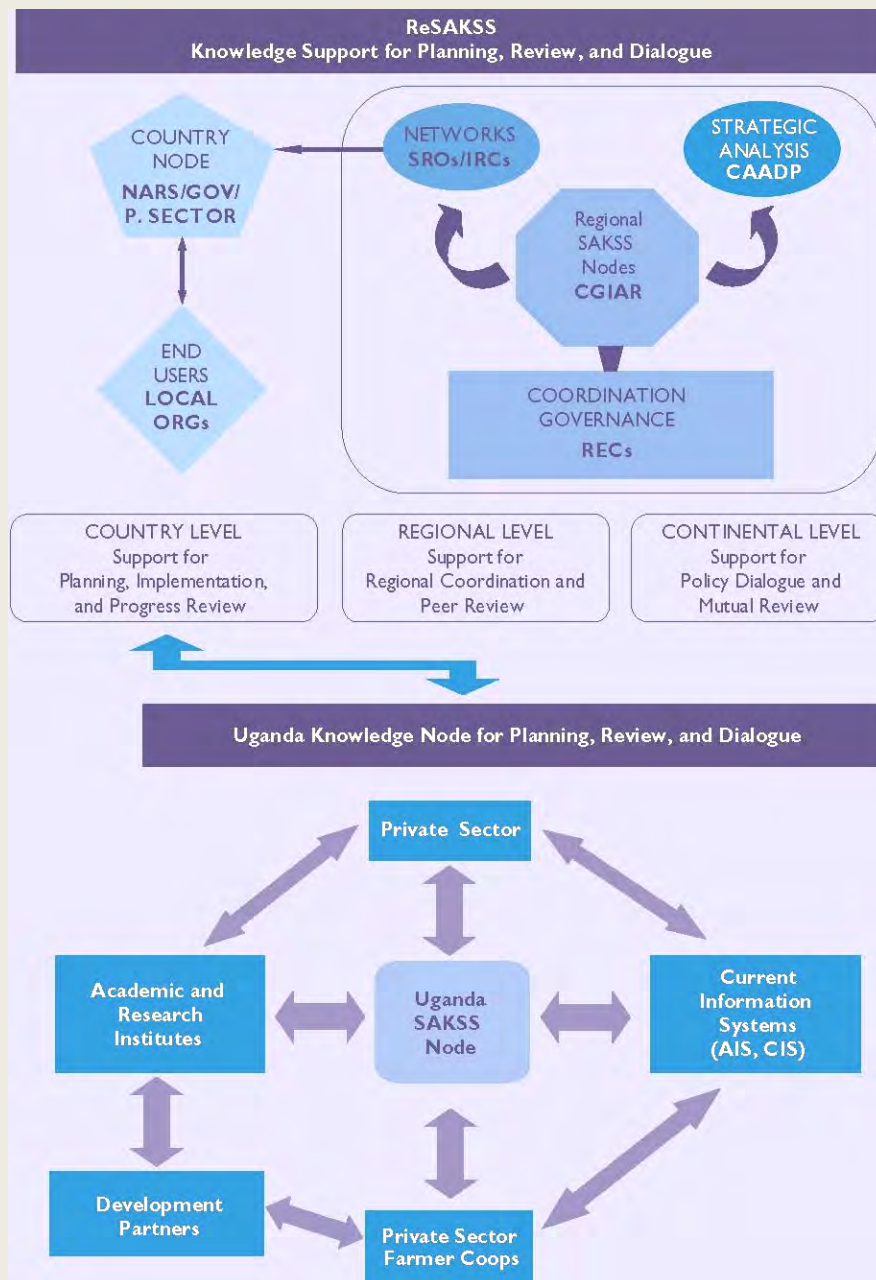 ReSAKSS
Knowledge Support for Planning, Review, and Dialogue
COUNTRY
NODE
NARS/GOV/
P. SECTOR
NETWORKS
SROs/IRCs
STRATEGIC
ANALYSIS
CAADP
Regional
SAKSS
Nodes
CGIAR
END
USERS
LOCAL
ORGs
COORDINATION
GOVERNANCE
RECs
COUNTRY LEVEL
Support for
Planning, Implementation,
and Progress Review
REGIONAL LEVEL
Support for
Regional Coordination and
Peer Review
CONTINENTAL LEVEL
Support for
Policy Dialogue and
Mutual Review
Uganda Knowledge Node for Planning, Review, and Dialogue
Private Sector
Academic and
Research
Institutes
Uganda
SAKSS
Node
Current
Information
Systems
(AIS, CIS)
Development
Partners
Private Sector
Farmer Coops